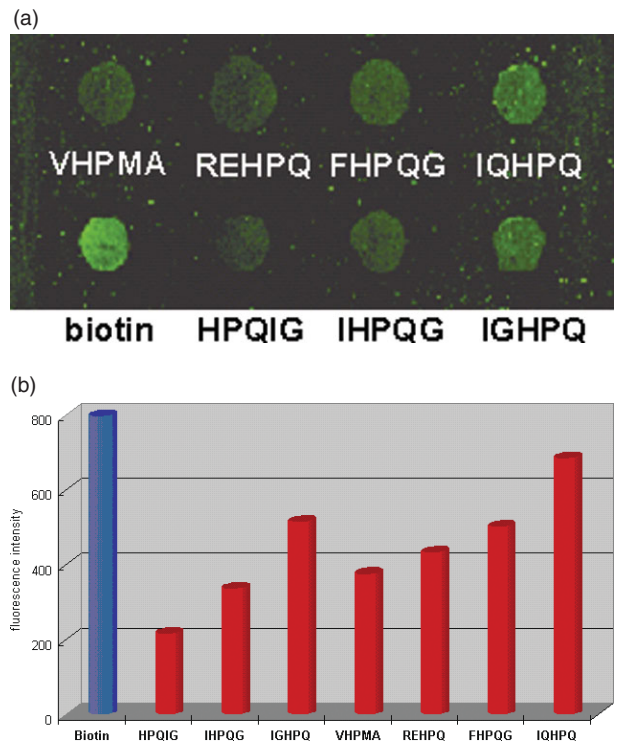 (a)
VHPMA REHPQ FHPQG IQHPQ
biotin HPQIG IHPQG IGHPQ
(b)
800
600
400
200
0
fluorescence intensity
Biotin HPQIG IHPQG IGHPQ VHPMA REHPQ FHPQG IQHPQ